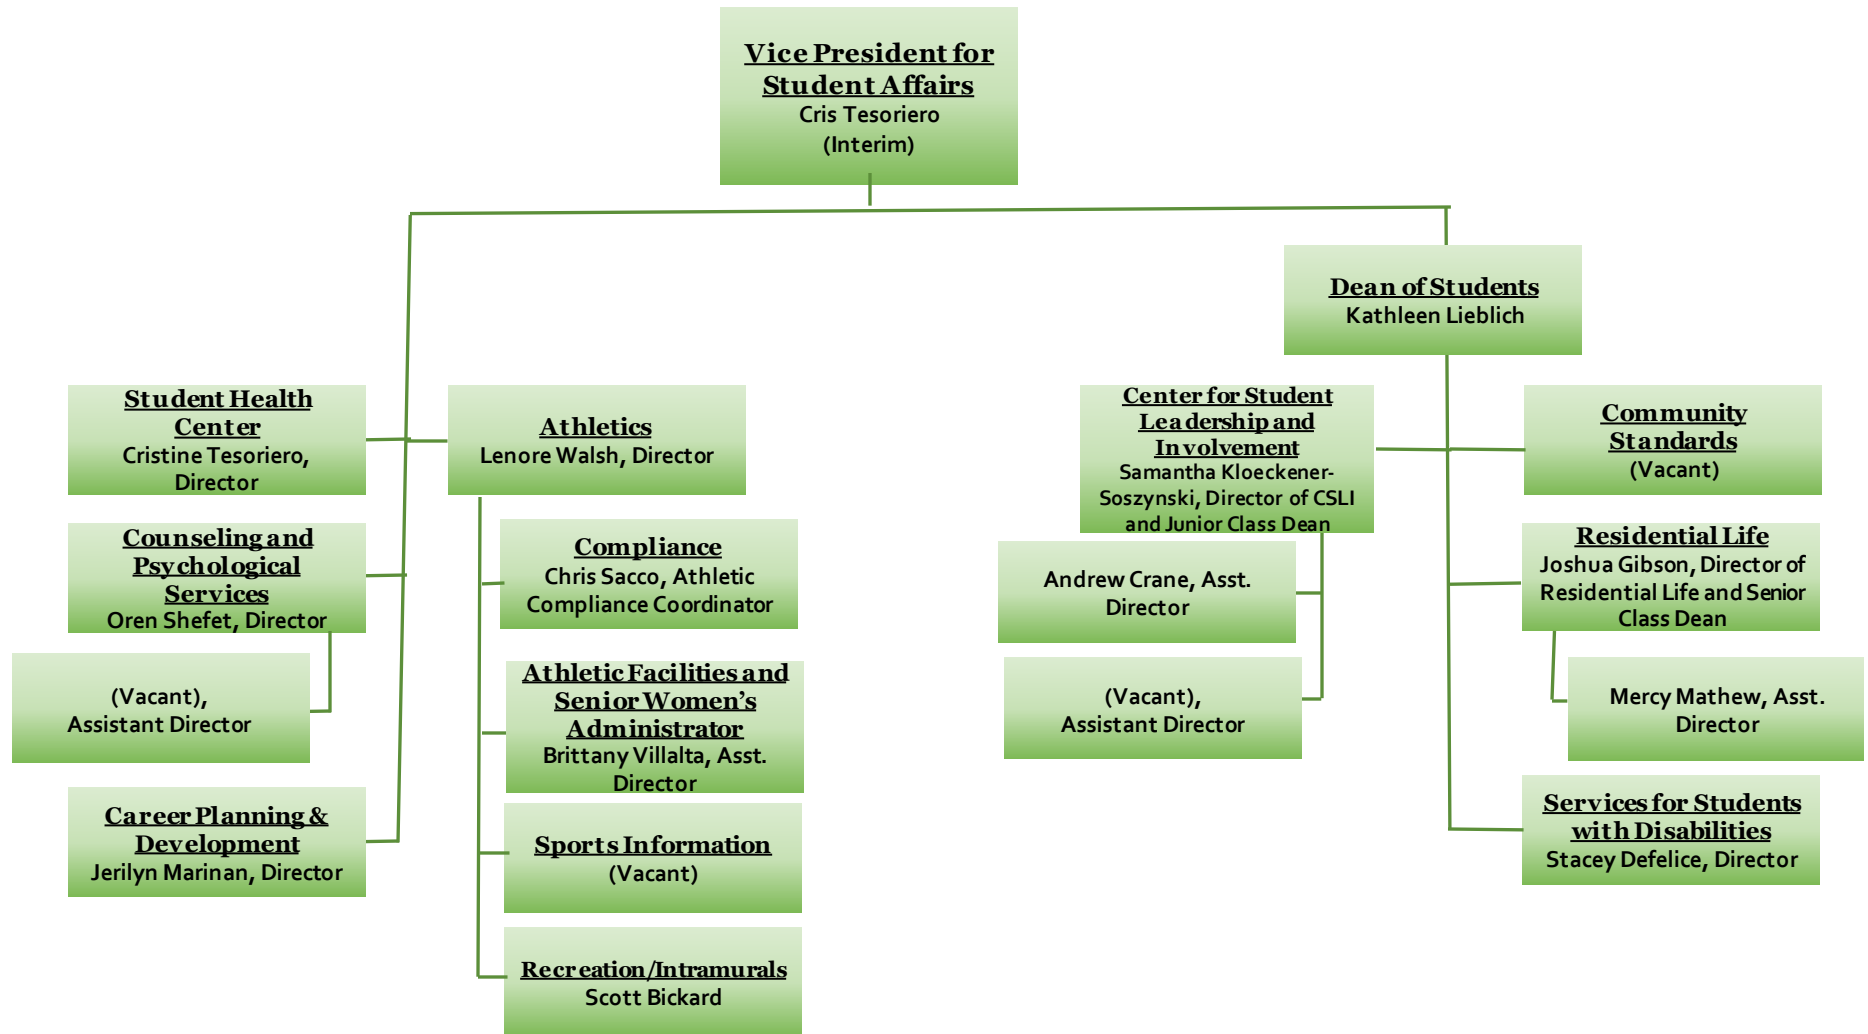 Vice President for
Student Affairs
Cris Tesoriero
(Interim)
Dean of Students
Kathleen Lieblich
Student Health
Center
Cristine Tesoriero,
Director
Athletics
Lenore Walsh, Director
Center for Student
Leadership and
Involvement
Samantha Kloeckener-
Soszynski, Director of CSLI
and Junior Class Dean
Community
Standards
(Vacant)
Counseling and
Psychological
Services
Oren Shefet, Director
Compliance
Chris Sacco, Athletic
Compliance Coordinator
Andrew Crane, Asst.
Director
Residential Life
Joshua Gibson, Director of
Residential Life and Senior
Class Dean
(Vacant),
Assistant Director
Athletic Facilities and
Senior Women’s
Administrator
Brittany Villalta, Asst.
Director
(Vacant),
Assistant Director
Mercy Mathew, Asst.
Director
Career Planning &
Development
Jerilyn Marinan, Director
Sports Information
(Vacant)
Services for Students
with Disabilities
Stacey Defelice, Director
Recreation/Intramurals
Scott Bickard